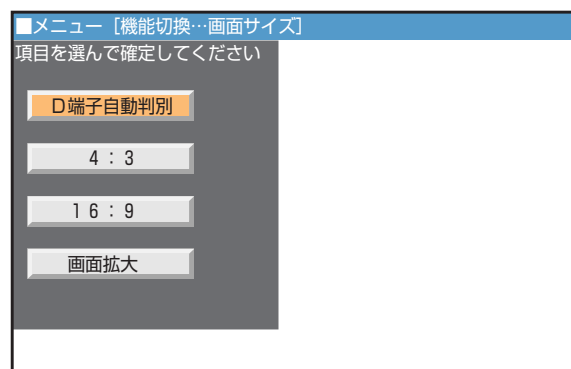 ■メニュー［機能切換…画面サイズ］
項目を選んで確定してください
Ｄ端子自動判別
４：３
１６：９
画面拡大